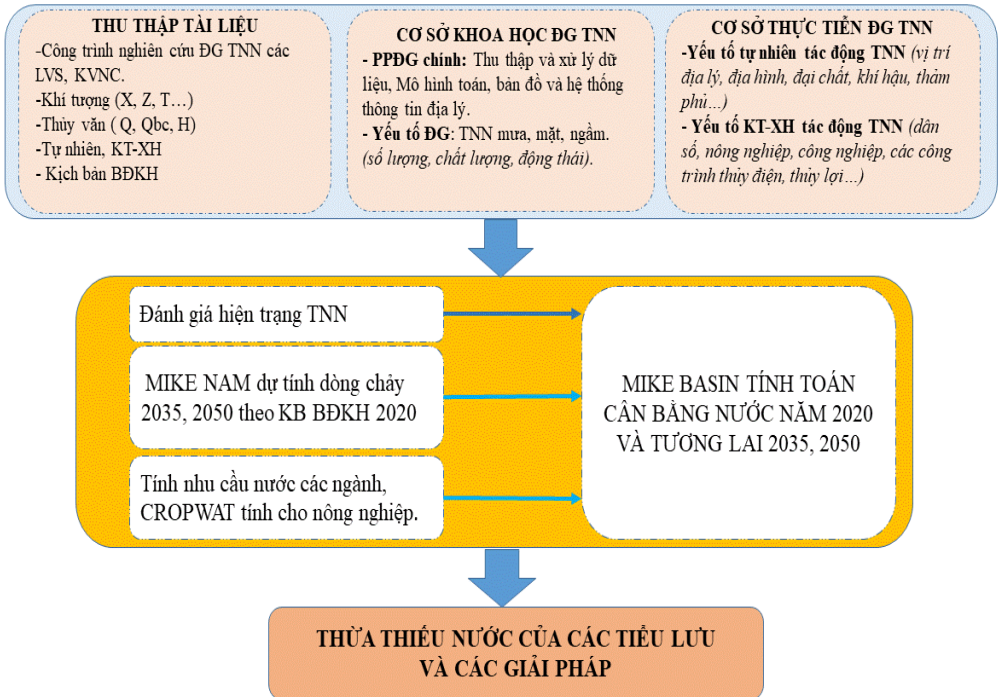 THU THẬP TÀI LIỆU
-Công trình nghiên cứu ĐG TNN các
LVS, KVNC.
-Khí tượng (X, Z, T…)
-Thủy văn ( Q, Qbc, H)
-Tự nhiên, KT-XH
- Kịch bản BĐKH
CƠ SỞ KHOA HỌC ĐG TNN
- PPĐG chính: Thu thập và xử lý dữ
liệu, Mô hình toán, bản đồ và hệ thống
thông tin địa lý.
- Yếu tố ĐG: TNN mưa, mặt, ngầm.
(số lượng, chất lượng, động thái).
CƠ SỞ THỰC TIỄN ĐG TNN
-Yếu tố tự nhiên tác động TNN (vị trí
địa lý, địa hình, đại chất, khí hậu, thảm
phủ…)
- Yếu tố KT-XH tác động TNN (dân
số, nông nghiệp, công nghiệp, các công
trình thủy điện, thủy lợi…)
Đánh giá hiện trạng TNN
MIKE NAM dự tính dòng chảy
2035, 2050 theo KB BĐKH 2020
Tính nhu cầu nước các ngành,
CROPWAT tính cho nông nghiệp.
MIKE BASIN TÍNH TOÁN
CÂN BẰNG NƯỚC NĂM 2020
VÀ TƯƠNG LAI 2035, 2050
THỪA THIẾU NƯỚC CỦA CÁC TIỂU LƯU
VÀ CÁC GIẢI PHÁP